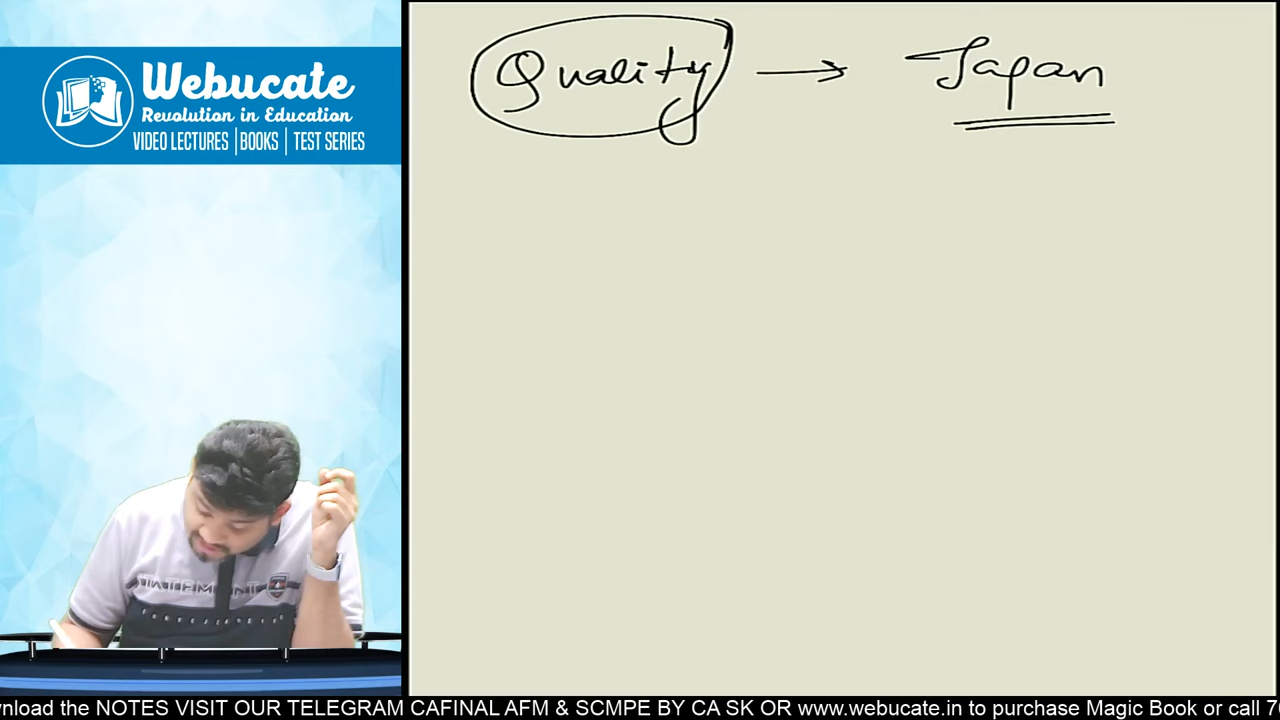 Webucate
Revolution in Education
VIDEO LECTURES | BOOKS | TEST SERIES
Quality → Japan
nload the NOTES VISIT OUR TELEGRAM CAFINAL AFM & SCMPE BY CA SK OR www.webucate.in to purchase Magic Book or call 7